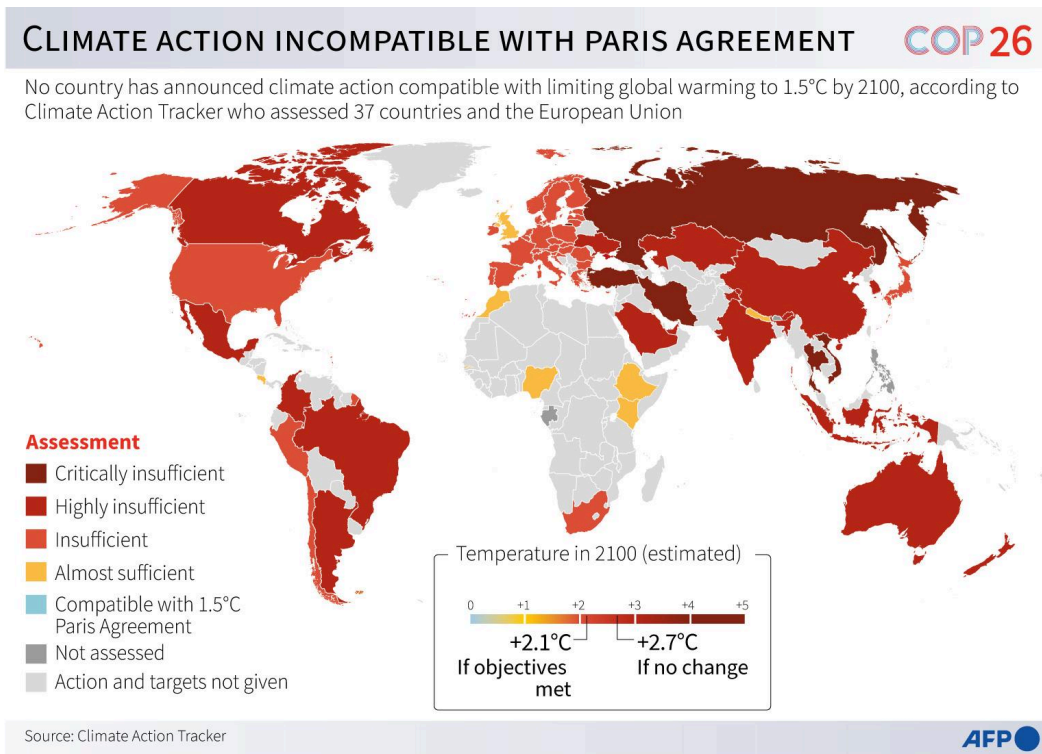 CLIMATE ACTION INCOMPATIBLE WITH PARIS AGREEMENT
COP 26
No country has announced climate action compatible with limiting global warming to 1.5°C by 2100, according to
Climate Action Tracker who assessed 37 countries and the European Union
Assessment
Critically insufficient
Highly insufficient
Insufficient
Almost sufficient
Compatible with 1.5°C
Paris Agreement
Not assessed
Action and targets not given
Temperature in 2100 (estimated)
0 +1 +2 +3 +4 +5
+2.1°C
If objectives
met
+2.7°C
If no change
Source: Climate Action Tracker
AFP